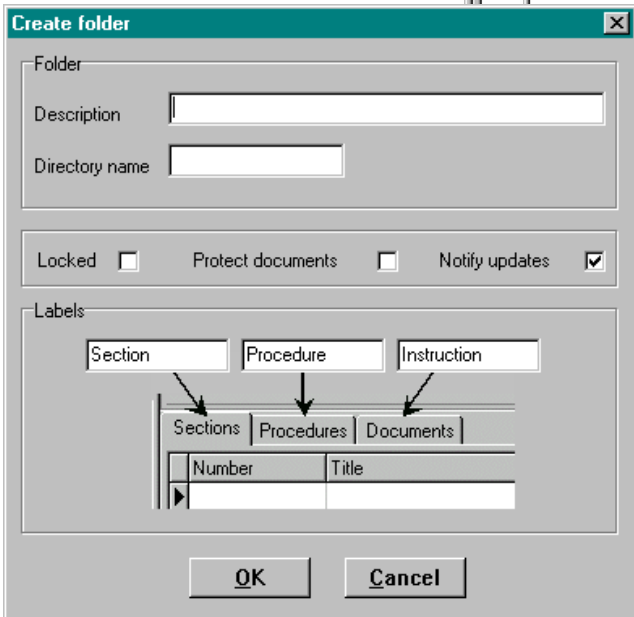 Create folder
Folder
Description
Directory name
Locked Protect documents Notify updates
Labels
Section Procedure Instruction
Sections Procedures Documents
Number Title
OK Cancel